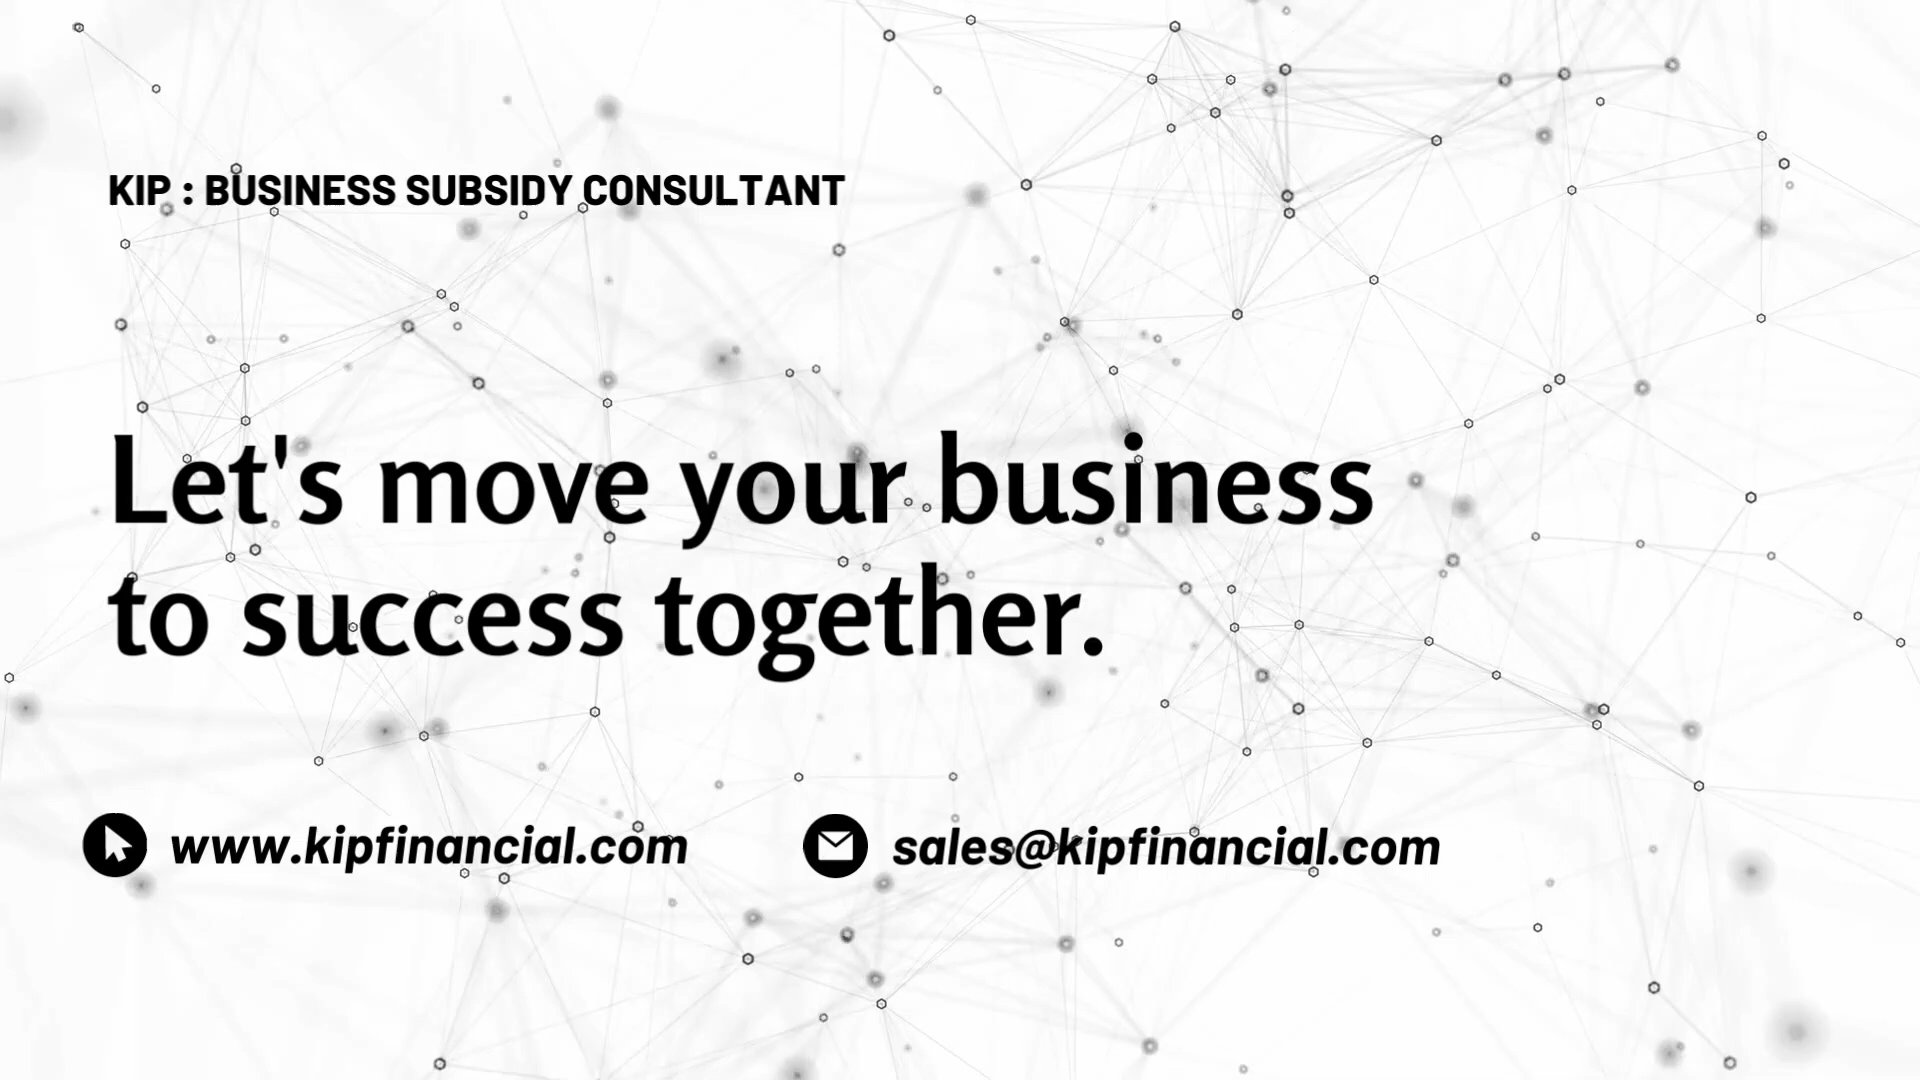 KIP : BUSINESS SUBSIDY CONSULTANT
Let's move your business
to success together.
www.kipfinancial.com
sales@kipfinancial.com